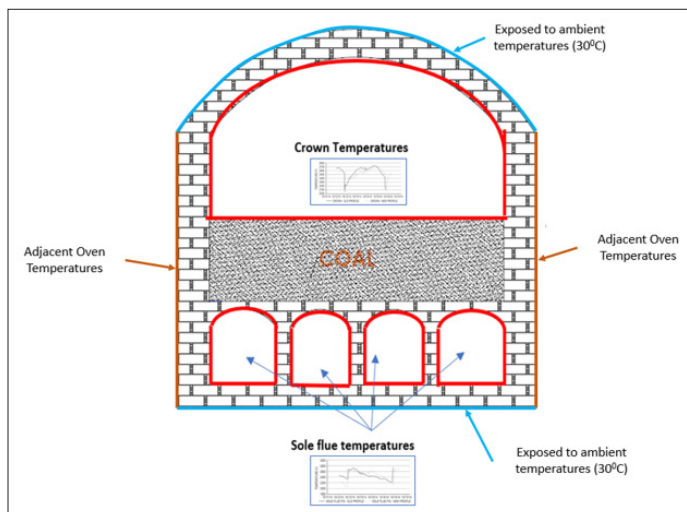 Exposed to ambient
temperatures (30⁰C)
Crown Temperatures
Adjacent Oven
Temperatures
COAL
Adjacent Oven
Temperatures
Sole flue temperatures
Exposed to ambient
temperatures (30⁰C)